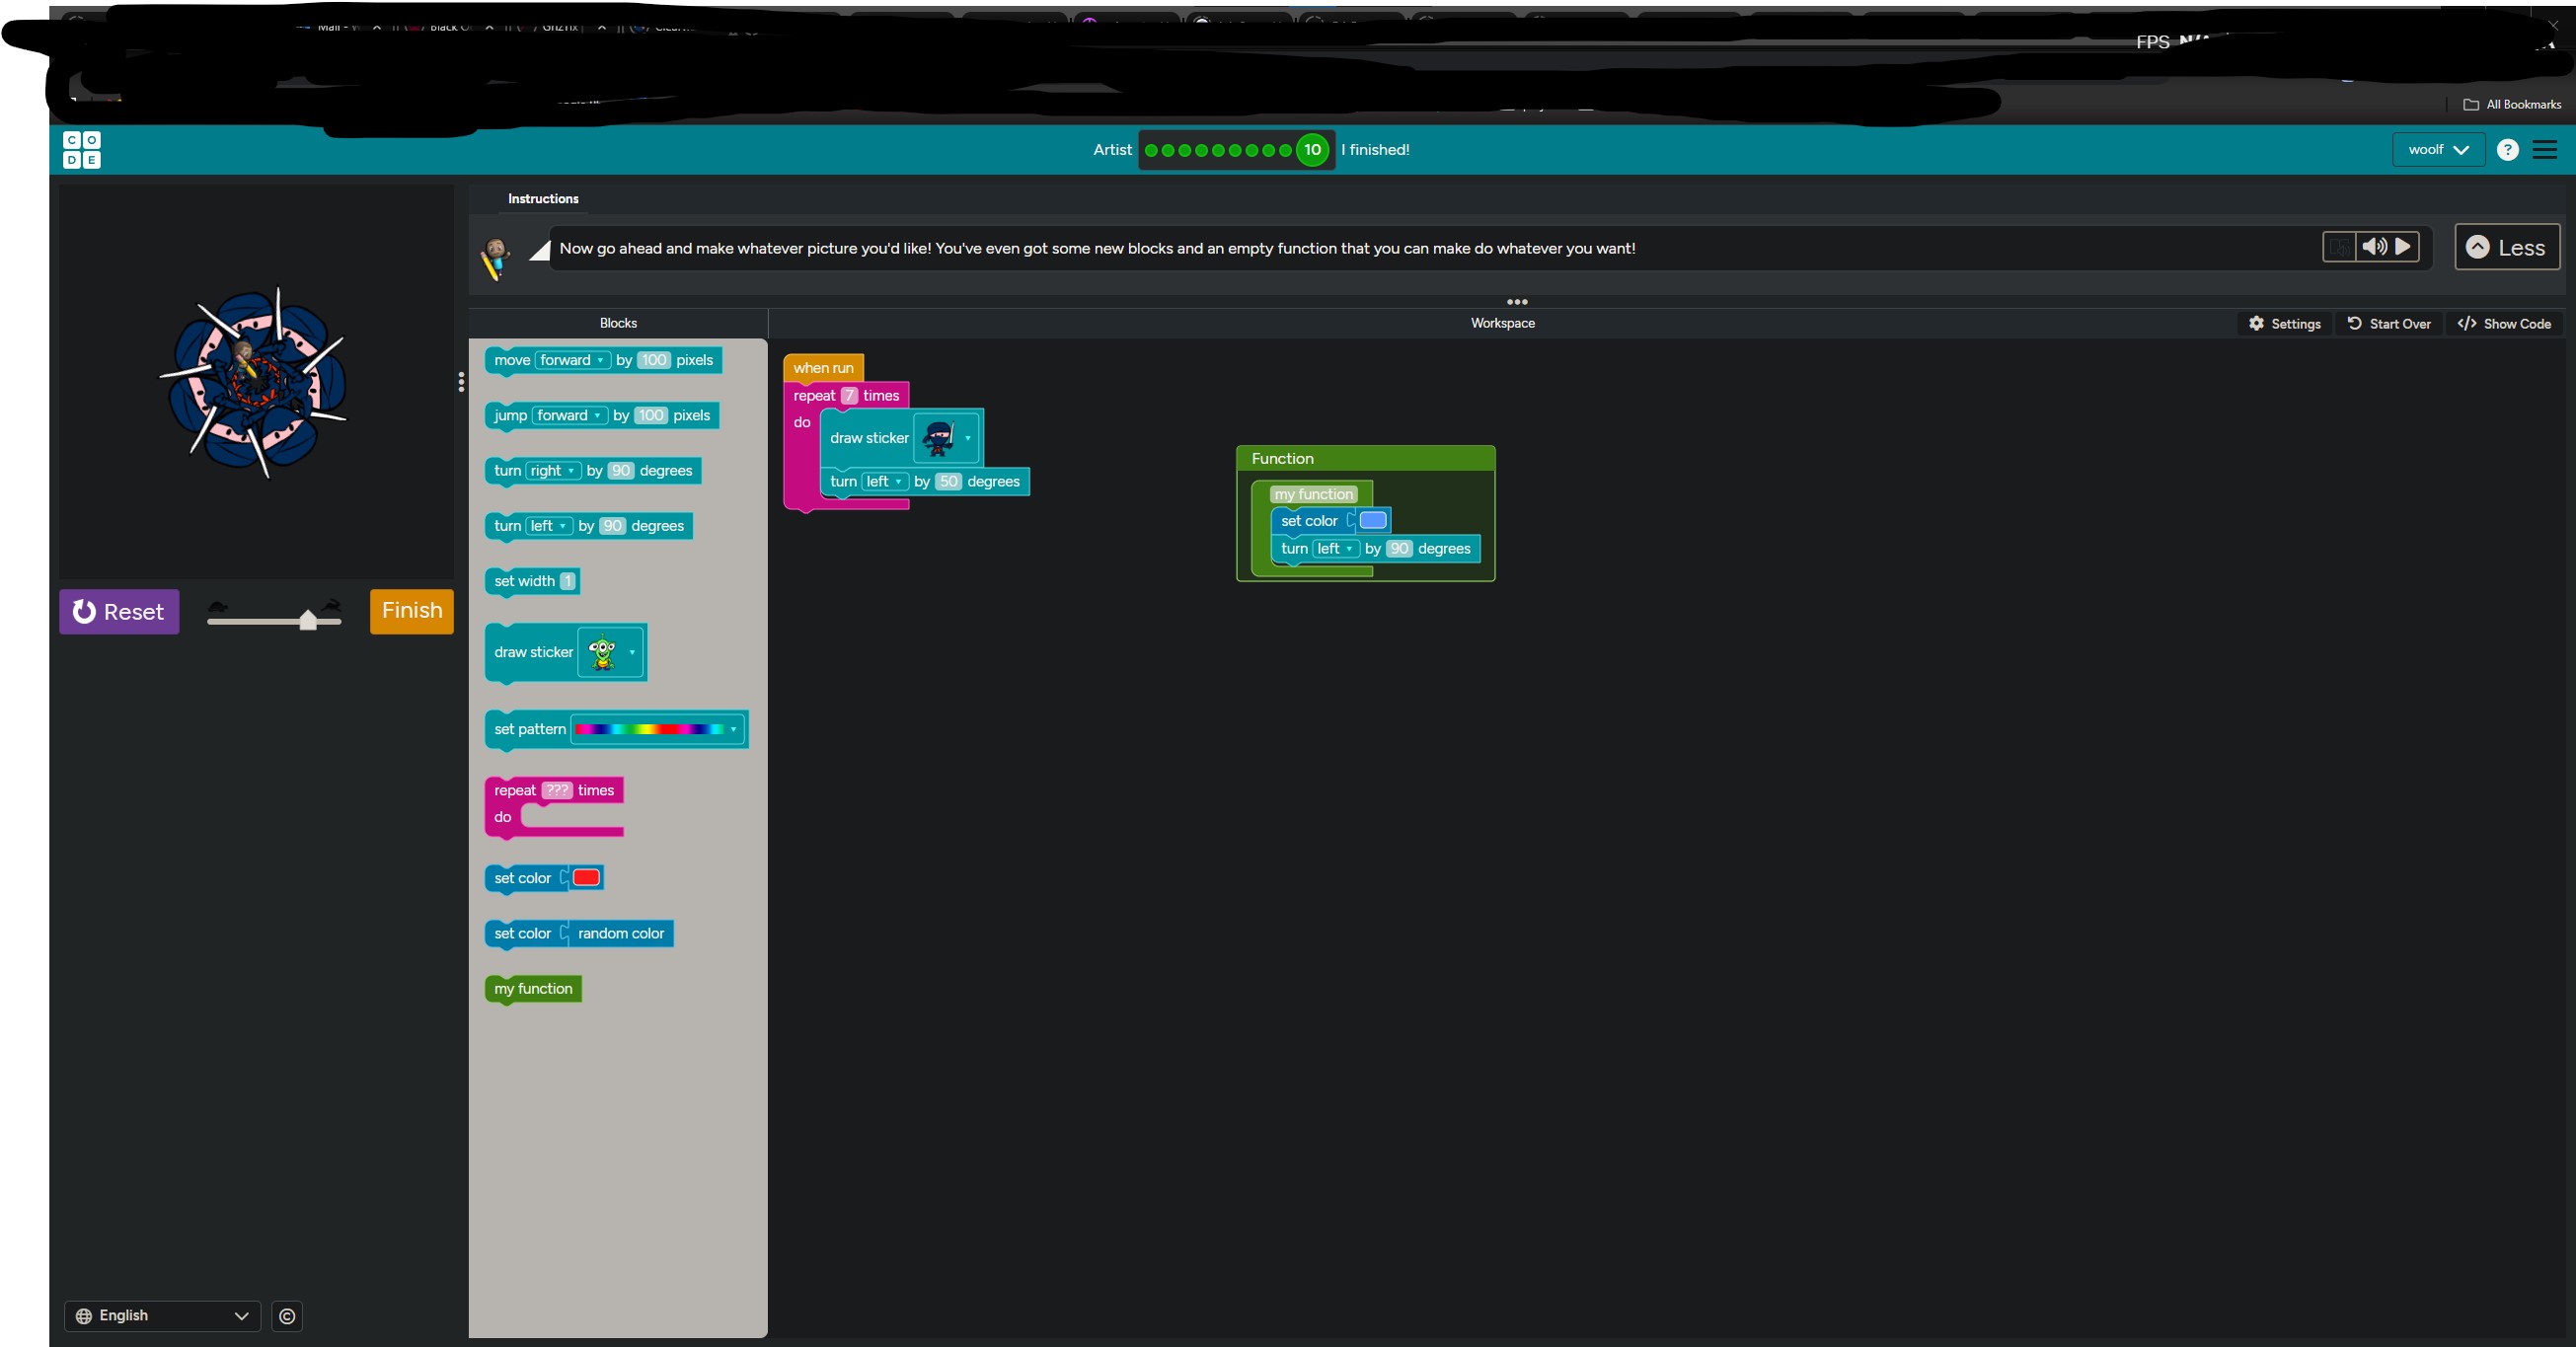 FPS
All Bookmarks
C O
D E
Artist
10
I finished!
woolf
?
Instructions
Now go ahead and make whatever picture you'd like! You've even got some new blocks and an empty function that you can make do whatever you want!
Less
Blocks
Workspace
Settings
Start Over
Show Code
move forward by 100 pixels
jump forward by 100 pixels
turn right by 90 degrees
turn left by 90 degrees
set width 1
draw sticker
set pattern
repeat ??? times
do
set color
set color random color
my function
when run
repeat 7 times
do
draw sticker
turn left by 50 degrees
Function
my function
set color
turn left by 90 degrees
Reset
Finish
English
©